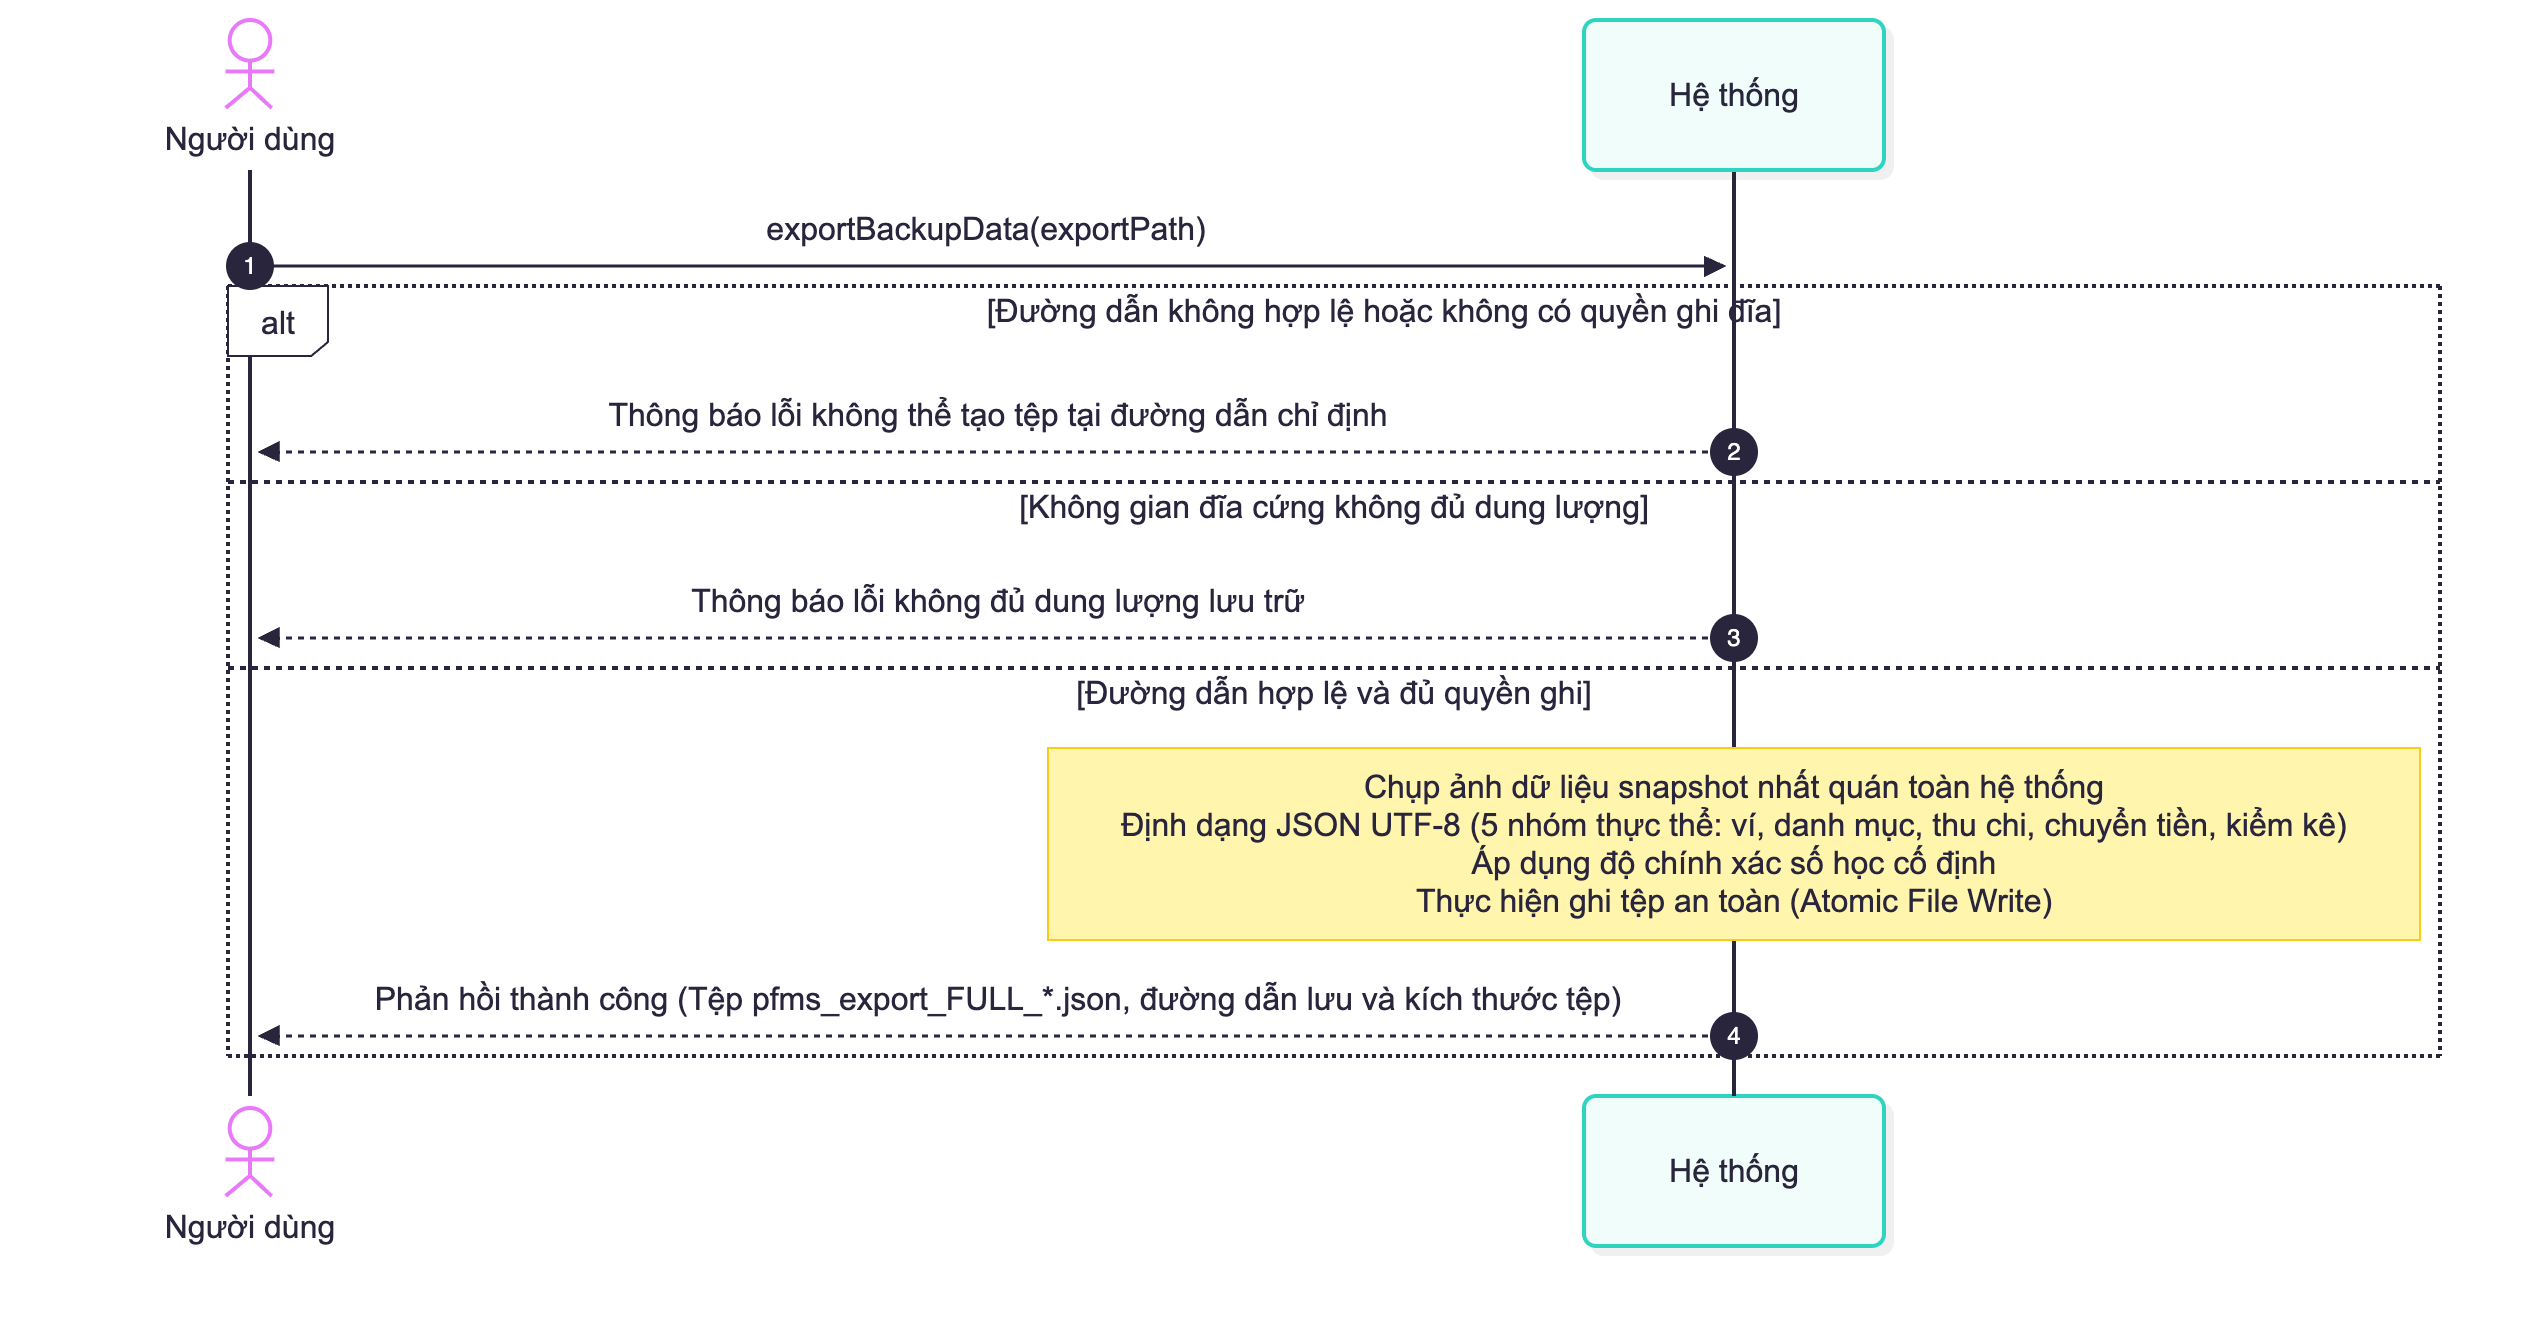 Người dùng
Hệ thống
exportBackupData(exportPath)
1
alt
[Đường dẫn không hợp lệ hoặc không có quyền ghi đĩa]
Thông báo lỗi không thể tạo tệp tại đường dẫn chỉ định
2
[Không gian đĩa cứng không đủ dung lượng]
Thông báo lỗi không đủ dung lượng lưu trữ
3
[Đường dẫn hợp lệ và đủ quyền ghi]
Chụp ảnh dữ liệu snapshot nhất quán toàn hệ thống
Định dạng JSON UTF-8 (5 nhóm thực thể: ví, danh mục, thu chi, chuyển tiền, kiểm kê)
Áp dụng độ chính xác số học cố định
Thực hiện ghi tệp an toàn (Atomic File Write)
Phản hồi thành công (Tệp pfms_export_FULL_*.json, đường dẫn lưu và kích thước tệp)
4
Người dùng
Hệ thống